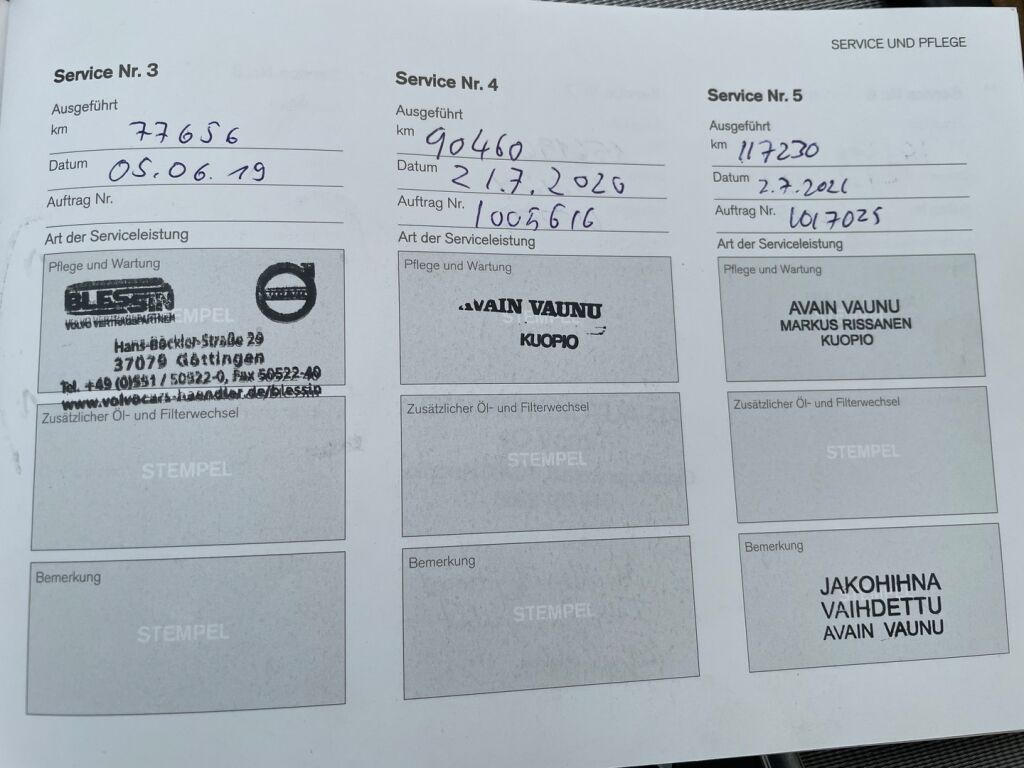 SERVICE UND PFLEGE
Service Nr. 3
Ausgeführt
km 77656
Datum 05.06.19
Auftrag Nr.
Art der Serviceleistung
Pflege und Wartung
BLESSIN
VOLVO VERTRAGSPARTNER
VOLVO
STEMPEL
Hans-Böckler-Straße 29
37079 Göttingen
Tel. +49 (0)551 / 50522-0, Fax 50522-40
www.volvocars-haendler.de/blessin
Zusätzlicher Öl- und Filterwechsel
STEMPEL
Bemerkung
STEMPEL
Service Nr. 4
Ausgeführt
km 90460
Datum 21.7.2020
Auftrag Nr. 1005616
Art der Serviceleistung
Pflege und Wartung
AVAIN VAUNU
STEMPEL
KUOPIO
Zusätzlicher Öl- und Filterwechsel
STEMPEL
Bemerkung
STEMPEL
Service Nr. 5
Ausgeführt
km 117230
Datum 2.7.2021
Auftrag Nr. 1017025
Art der Serviceleistung
Pflege und Wartung
AVAIN VAUNU
MARKUS RISSANEN
KUOPIO
Zusätzlicher Öl- und Filterwechsel
STEMPEL
Bemerkung
JAKOHIHNA
VAIHDETTU
AVAIN VAUNU